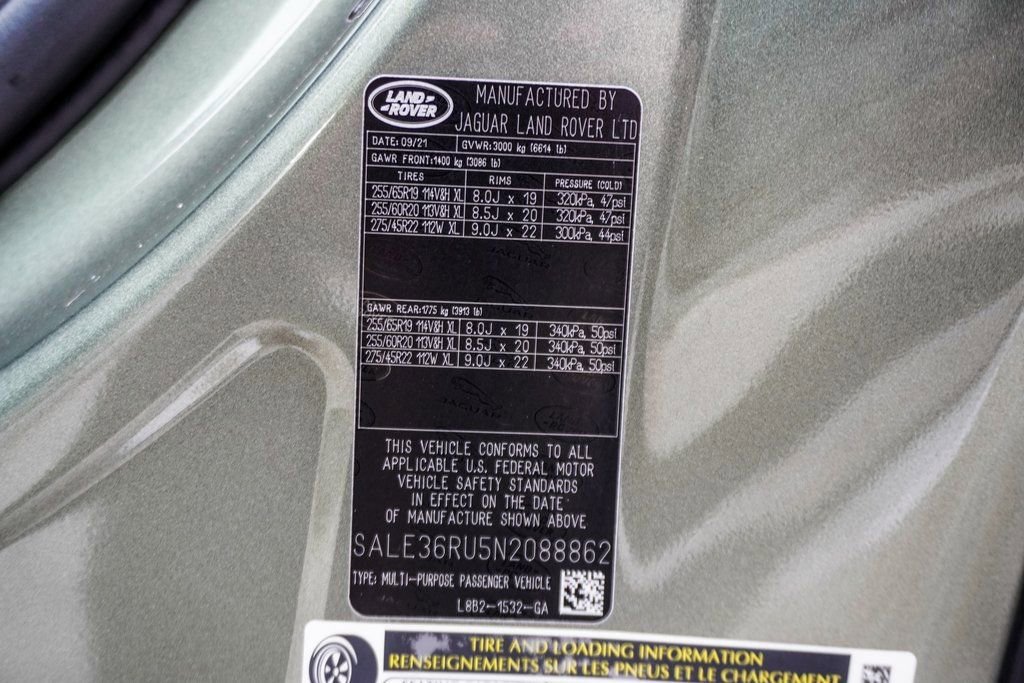 LAND ROVER
MANUFACTURED BY
JAGUAR LAND ROVER LTD
DATE: 09/21 GVWR: 3000 kg (6614 lb)
GAWR FRONT: 1400 kg (3086 lb)
TIRES RIMS PRESSURE (COLD)
255/65R19 114V&H XL 8.0J x 19 320kPa, 47psi
255/60R20 113V&H XL 8.5J x 20 320kPa, 47psi
275/45R22 112W XL 9.0J x 22 300kPa, 44psi
JAGUAR
GAWR REAR: 1775 kg (3913 lb)
255/65R19 114V&H XL 8.0J x 19 340kPa, 50psi
255/60R20 113V&H XL 8.5J x 20 340kPa, 50psi
275/45R22 112W XL 9.0J x 22 340kPa, 50psi
JAGUAR
THIS VEHICLE CONFORMS TO ALL
APPLICABLE U.S. FEDERAL MOTOR
VEHICLE SAFETY STANDARDS
IN EFFECT ON THE DATE
OF MANUFACTURE SHOWN ABOVE
SALE36RU5N2088862
TYPE: MULTI-PURPOSE PASSENGER VEHICLE
L8B2-1532-GA
TIRE AND LOADING INFORMATION
RENSEIGNEMENTS SUR LES PNEUS ET LE CHARGEMENT